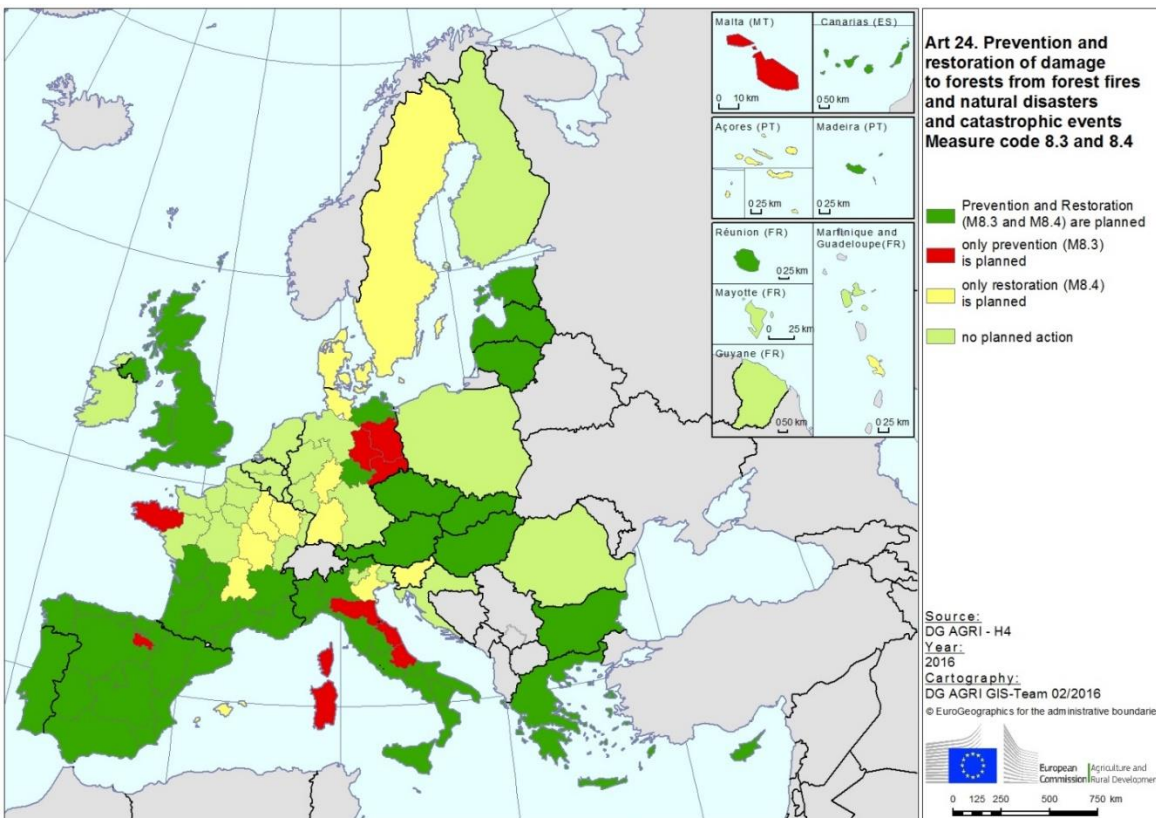 Malta (MT)
0 10 km
Canarias (ES)
0 50 km
Açores (PT)
0 25 km
Madeira (PT)
0 25 km
Réunion (FR)
0 25 km
Martinique and
Guadeloupe(FR)
Mayotte (FR)
0 25 km
Guyane (FR)
0 50 km
0 25 km
Art 24. Prevention and
restoration of damage
to forests from forest fires
and natural disasters
and catastrophic events
Measure code 8.3 and 8.4
Prevention and Restoration
(M8.3 and M8.4) are planned
only prevention (M8.3)
is planned
only restoration (M8.4)
is planned
no planned action
Source:
DG AGRI - H4
Year:
2016
Cartography:
DG AGRI GIS-Team 02/2016
© EuroGeographics for the administrative boundarie
European
Commission
Agriculture and
Rural Developmen
0 125 250 500 750 km